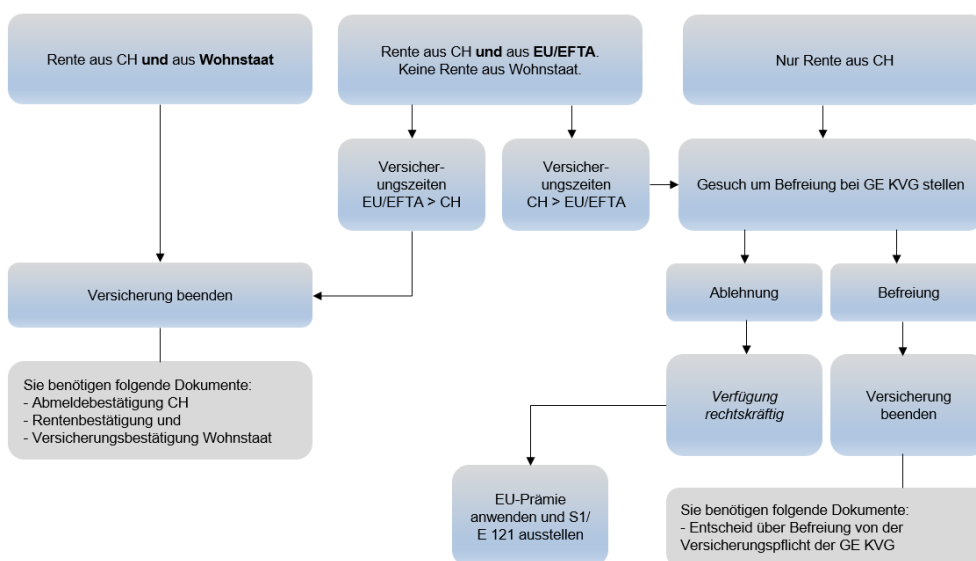 Rente aus CH und aus Wohnstaat
Rente aus CH und aus EU/EFTA.
Keine Rente aus Wohnstaat.
Nur Rente aus CH
Versicher-
ungszeiten
EU/EFTA > CH
Versicher-
ungszeiten
CH > EU/EFTA
Gesuch um Befreiung bei GE KVG stellen
Versicherung beenden
Ablehnung
Befreiung
Sie benötigen folgende Dokumente:
- Abmeldebestätigung CH
- Rentenbestätigung und
- Versicherungsbestätigung Wohnstaat
Verfügung
rechtskräftig
Versicherung
beenden
EU-Prämie
anwenden und S1/
E 121 ausstellen
Sie benötigen folgende Dokumente:
- Entscheid über Befreiung von der
Versicherungspflicht der GE KVG